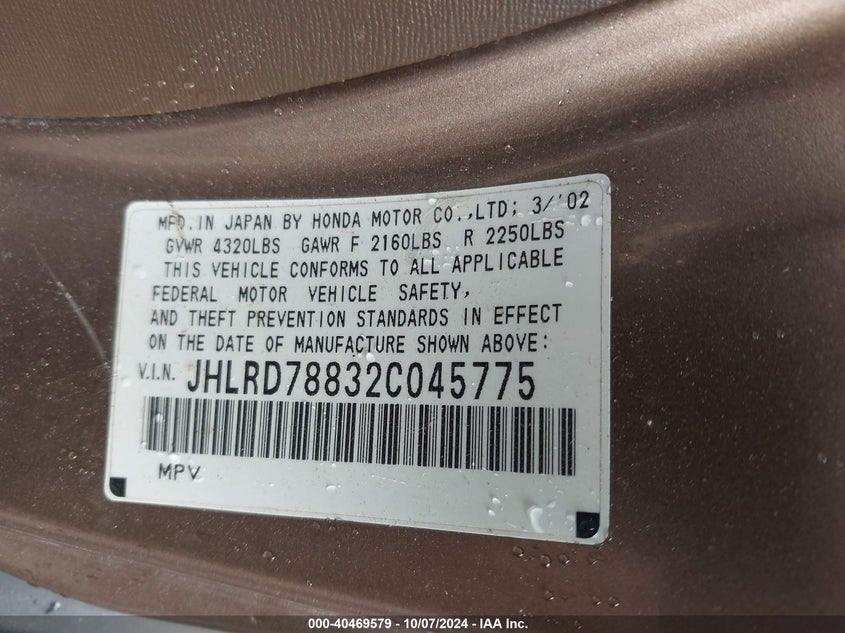 MFD.IN JAPAN BY HONDA MOTOR CO.,LTD; 3/'02
GVWR 4320LBS GAWR F 2160LBS R 2250LBS
THIS VEHICLE CONFORMS TO ALL APPLICABLE
FEDERAL MOTOR VEHICLE SAFETY,
AND THEFT PREVENTION STANDARDS IN EFFECT
ON THE DATE OF MANUFACTURE SHOWN ABOVE:
V.I.N. JHLRD78832C045775
MPV
000-40469579 - 10/07/2024 - IAA Inc.